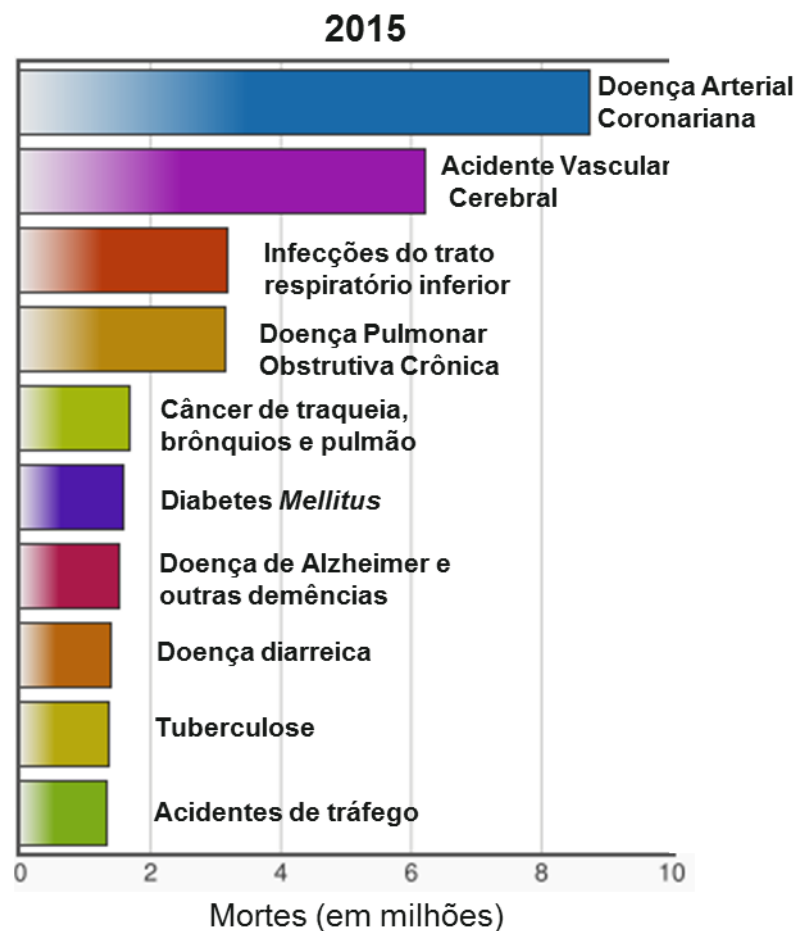 2015
Doença Arterial
Coronariana
Acidente Vascular
Cerebral
Infecções do trato
respiratório inferior
Doença Pulmonar
Obstrutiva Crônica
Câncer de traqueia,
brônquios e pulmão
Diabetes Mellitus
Doença de Alzheimer e
outras demências
Doença diarreica
Tuberculose
Acidentes de tráfego
0 2 4 6 8 10
Mortes (em milhões)